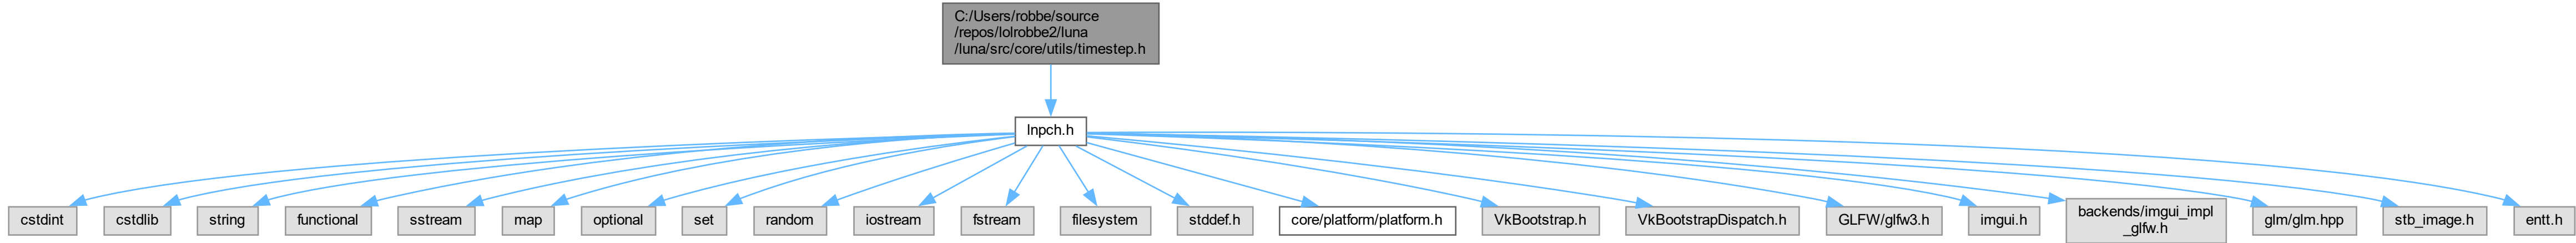 C:/Users/robbe/source
/repos/lolrobbe2/luna
/luna/src/core/utils/timestep.h
lnpch.h
cstdint
cstdlib
string
functional
sstream
map
optional
set
random
iostream
fstream
filesystem
stddef.h
core/platform/platform.h
VkBootstrap.h
VkBootstrapDispatch.h
GLFW/glfw3.h
imgui.h
backends/imgui_impl
_glfw.h
glm/glm.hpp
stb_image.h
entt.h